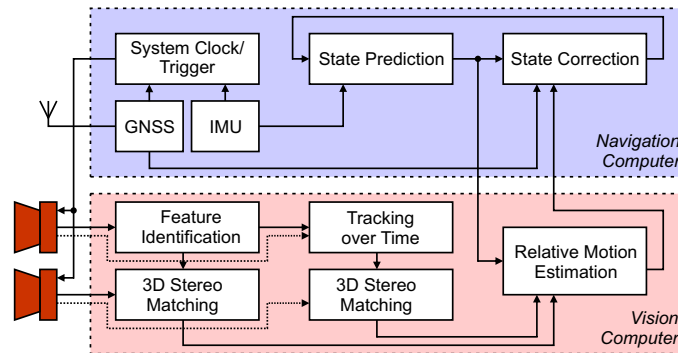 System Clock/
Trigger
State Prediction
State Correction
GNSS
IMU
Navigation
Computer
Feature
Identification
Tracking
over Time
Relative Motion
Estimation
3D Stereo
Matching
3D Stereo
Matching
Vision
Computer